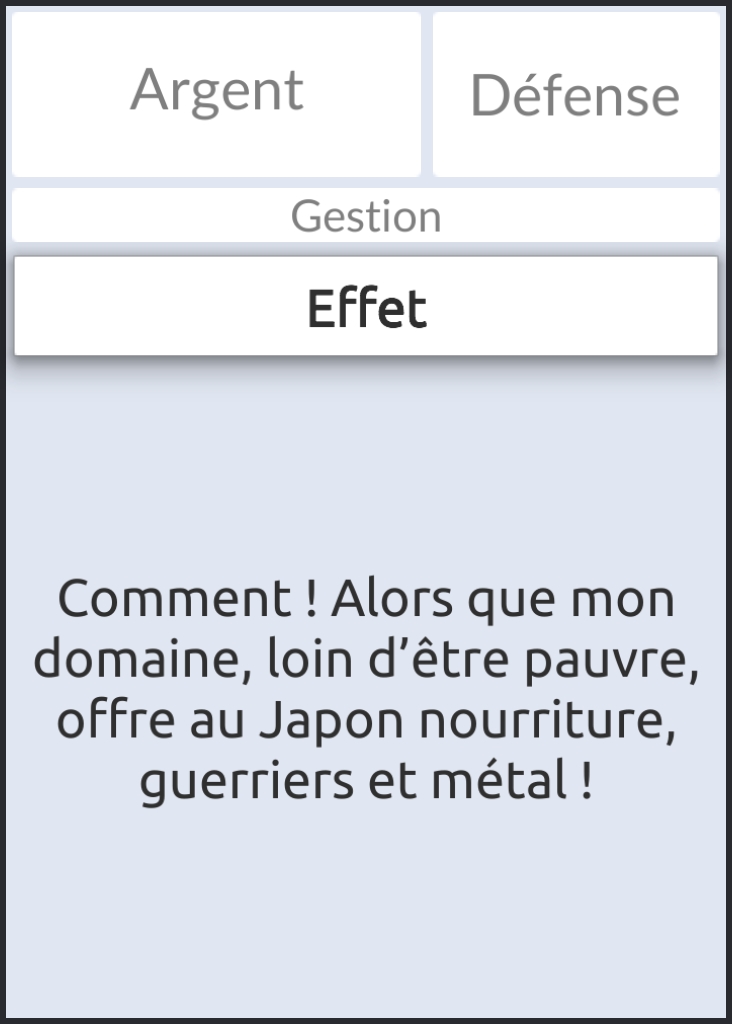 Argent
Défense
Gestion
Effet
Comment ! Alors que mon
domaine, loin d’être pauvre,
offre au Japon nourriture,
guerriers et métal !